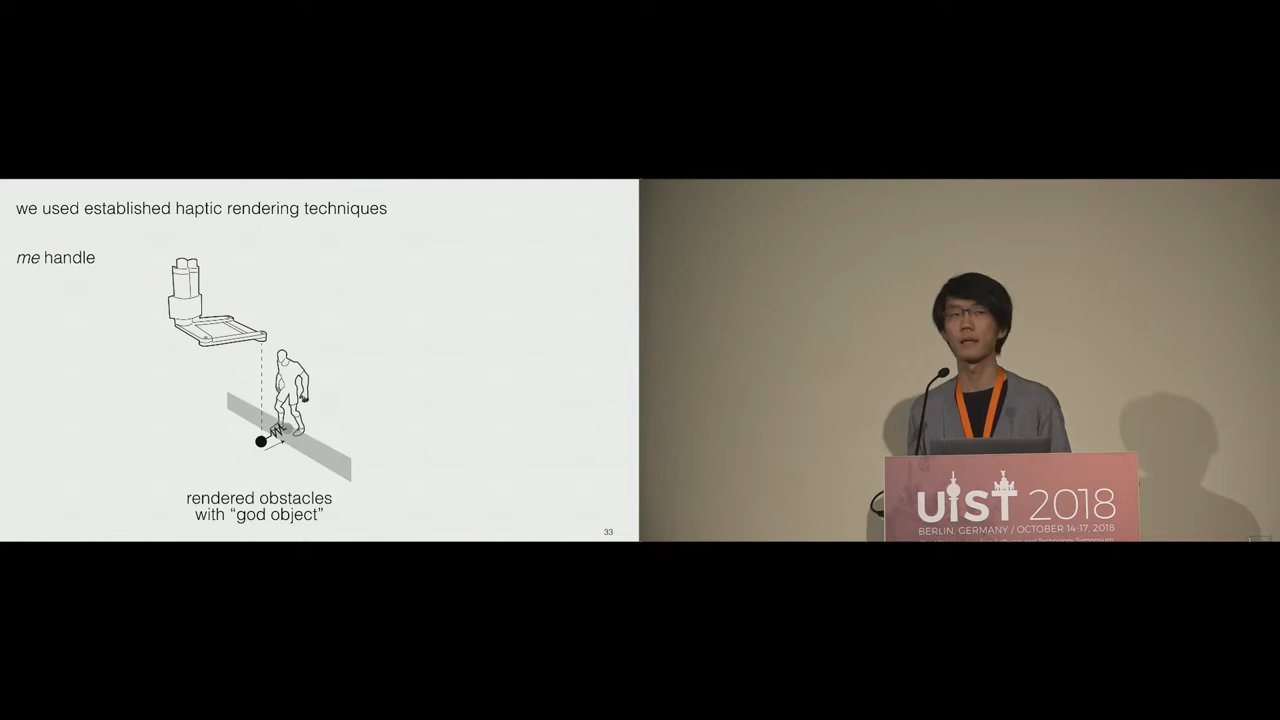 we used established haptic rendering techniques
me handle
rendered obstacles
with “god object”
33
UIST 2018
BERLIN, GERMANY / OCTOBER 14-17, 2018